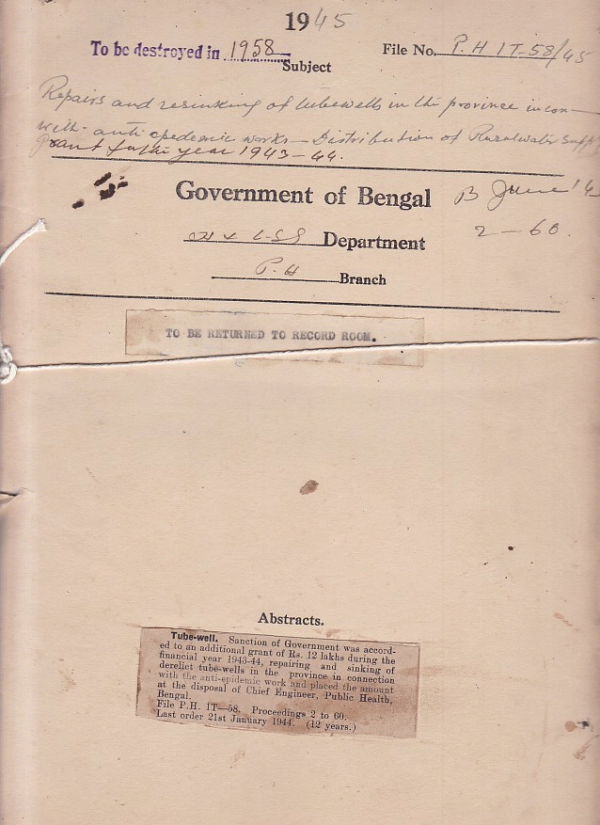 1945
To be destroyed in 1958
File No. P.H 1T-58/45
Subject
Repairs and resinking of tubewells in the province in con-
with anti epedemic works - Distribution of Ruralwater supply
grant for the year 1943-44.
Government of Bengal
B June '4
Department
2-60.
P.H Branch
TO BE RETURNED TO RECORD ROOM.
Abstracts.
Tube-well. Sanction of Government was accord-
ed to an additional grant of Rs. 12 lakhs during the
financial year 1943-44, repairing and sinking of
derelict tube-wells in the province in connection
with the anti-epidemic work and placed the amount
at the disposal of Chief Engineer, Public Health,
Bengal.
File P.H. 1T-58. Proceedings 2 to 60.
Last order 21st January 1944. (12 years.)